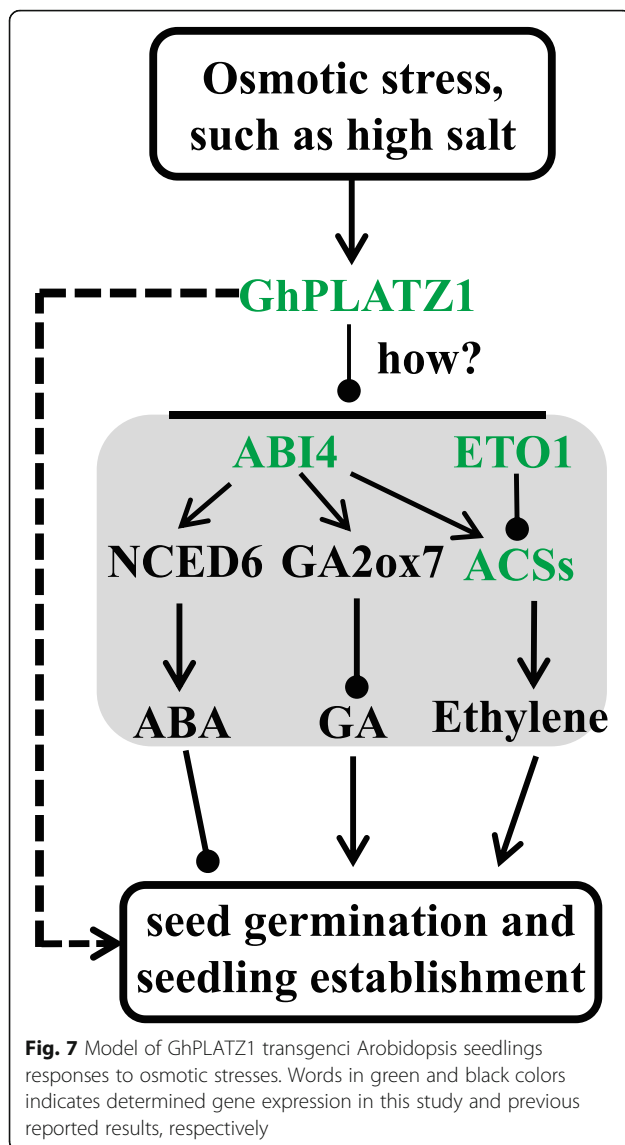 Osmotic stress,
such as high salt
GhPLATZ1
how?
ABI4 ETO1
NCED6 GA2ox7 ACSs
ABA GA Ethylene
seed germination and
seedling establishment
Fig. 7 Model of GhPLATZ1 transgenci Arobidopsis seedlings
responses to osmotic stresses. Words in green and black colors
indicates determined gene expression in this study and previous
reported results, respectively